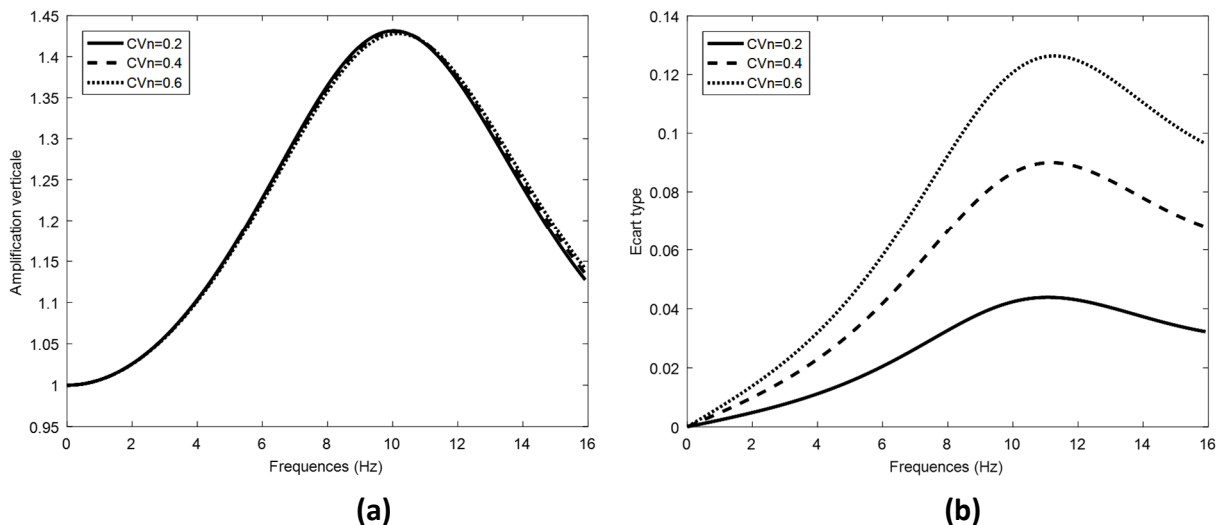 1.45
1.4
1.35
1.3
1.25
1.2
1.15
1.1
1.05
1
0.95
Amplification verticale
CVn=0.2
CVn=0.4
CVn=0.6
0 2 4 6 8 10 12 14 16
Frequences (Hz)
(a)
0.14
0.12
0.1
0.08
0.06
0.04
0.02
0
Ecart type
CVn=0.2
CVn=0.4
CVn=0.6
0 2 4 6 8 10 12 14 16
Frequences (Hz)
(b)